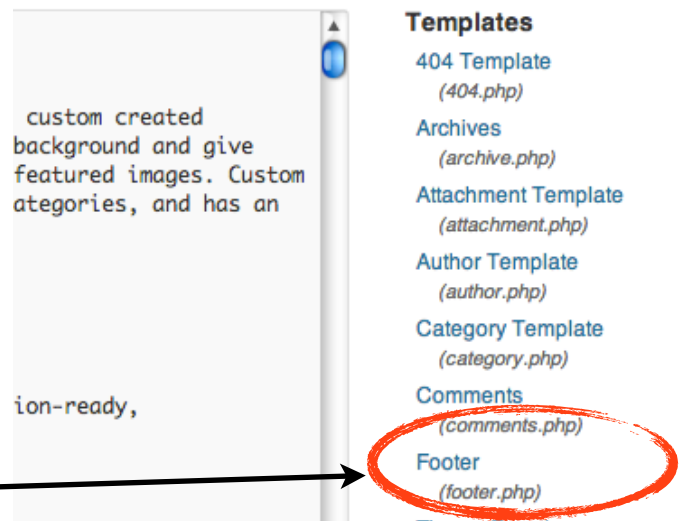 custom created
background and give
featured images. Custom
ategories, and has an
ion-ready,
Templates
404 Template
(404.php)
Archives
(archive.php)
Attachment Template
(attachment.php)
Author Template
(author.php)
Category Template
(category.php)
Comments
(comments.php)
Footer
(footer.php)